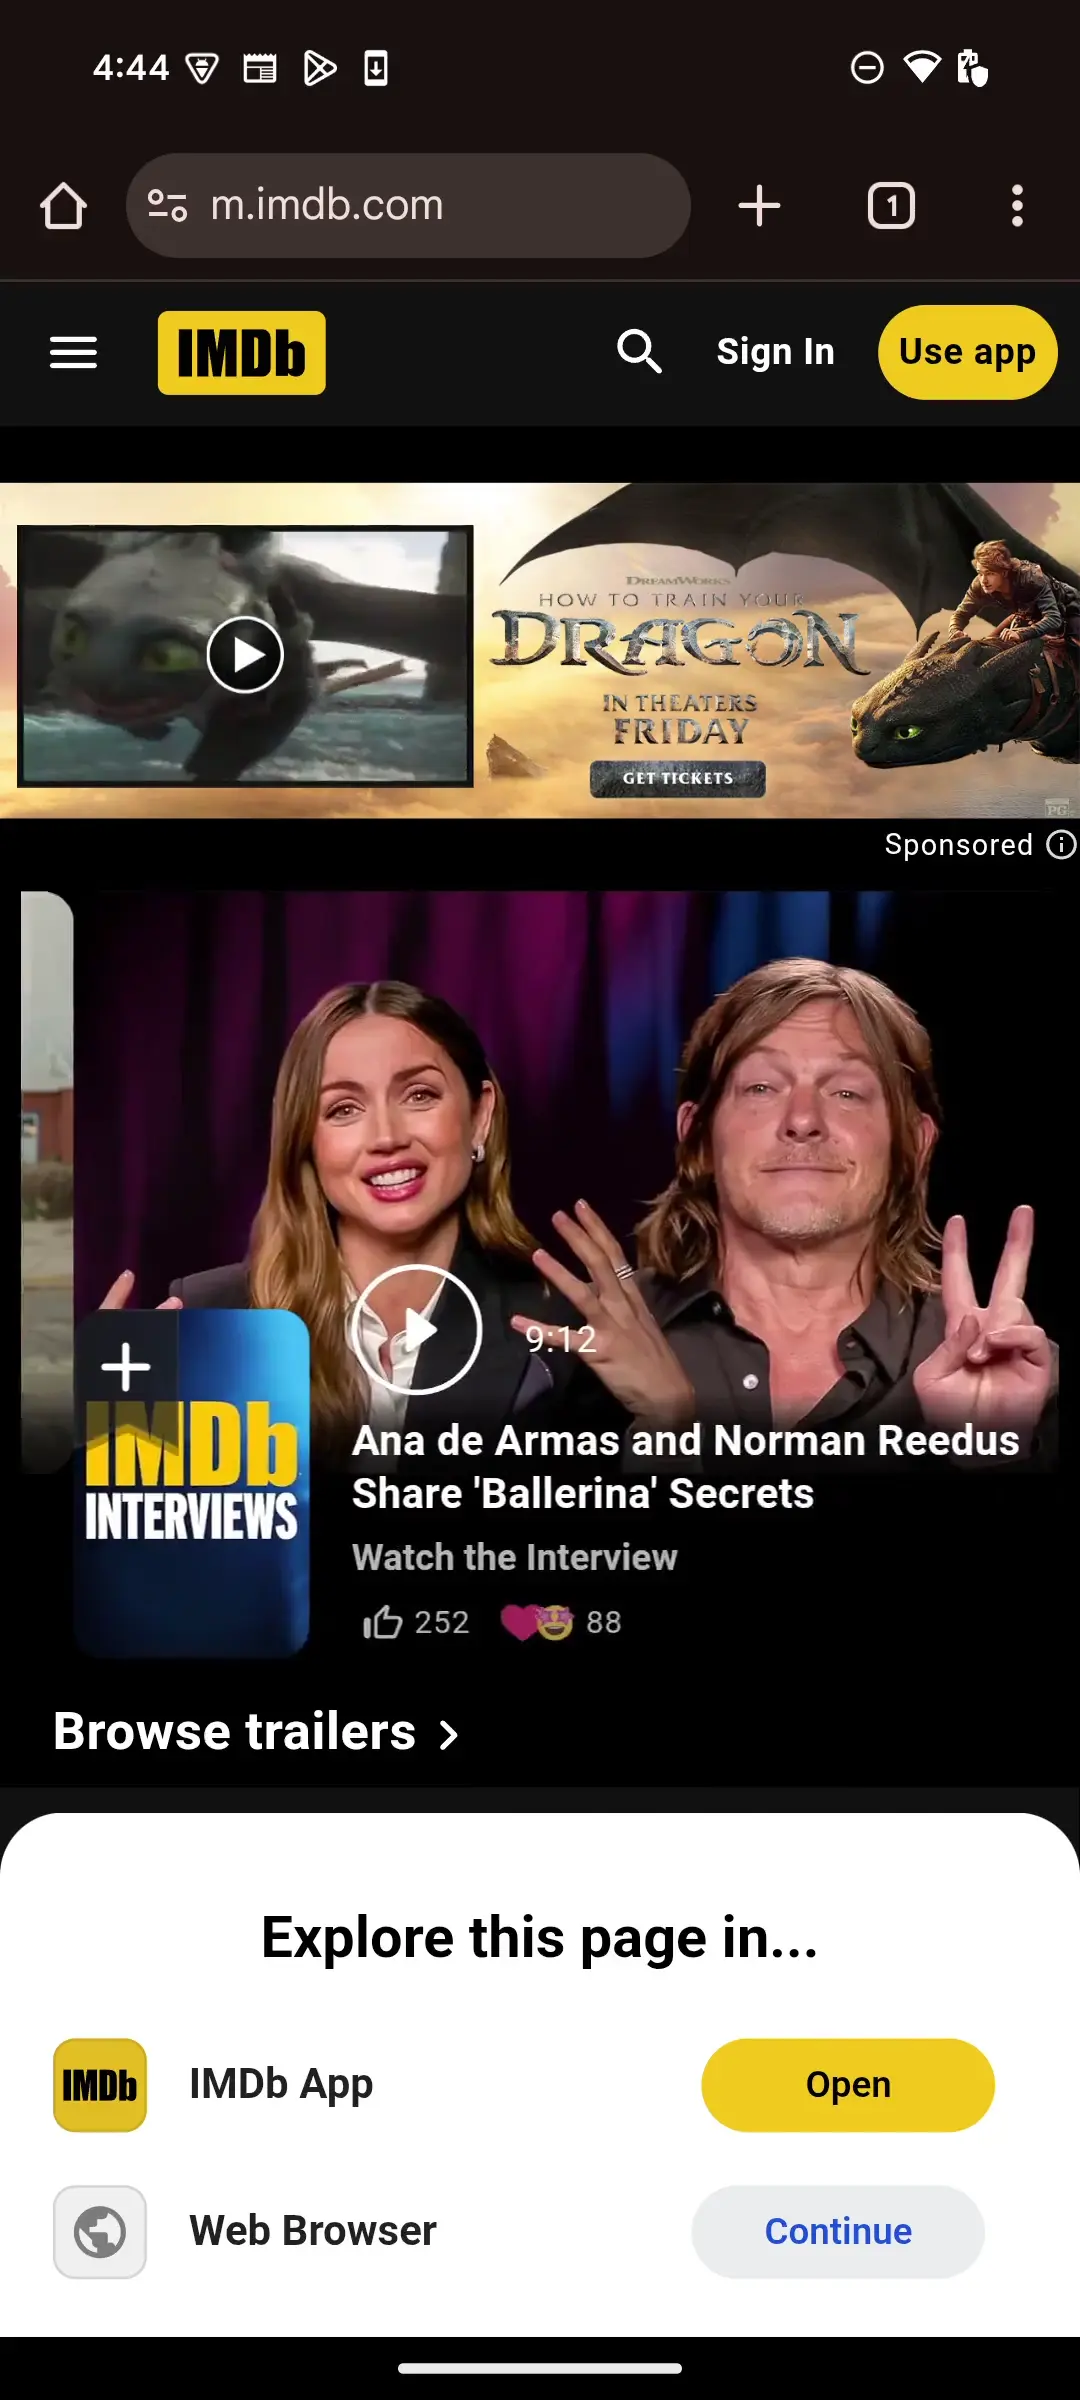 4:44
m.imdb.com
1
IMDb
Sign In
Use app
DREAMWORKS
HOW TO TRAIN YOUR
DRAGON
IN THEATERS
FRIDAY
GET TICKETS
PG
Sponsored
9:12
IMDb
INTERVIEWS
Ana de Armas and Norman Reedus
Share 'Ballerina' Secrets
Watch the Interview
252
88
Browse trailers
Explore this page in...
IMDb
IMDb App
Open
Web Browser
Continue